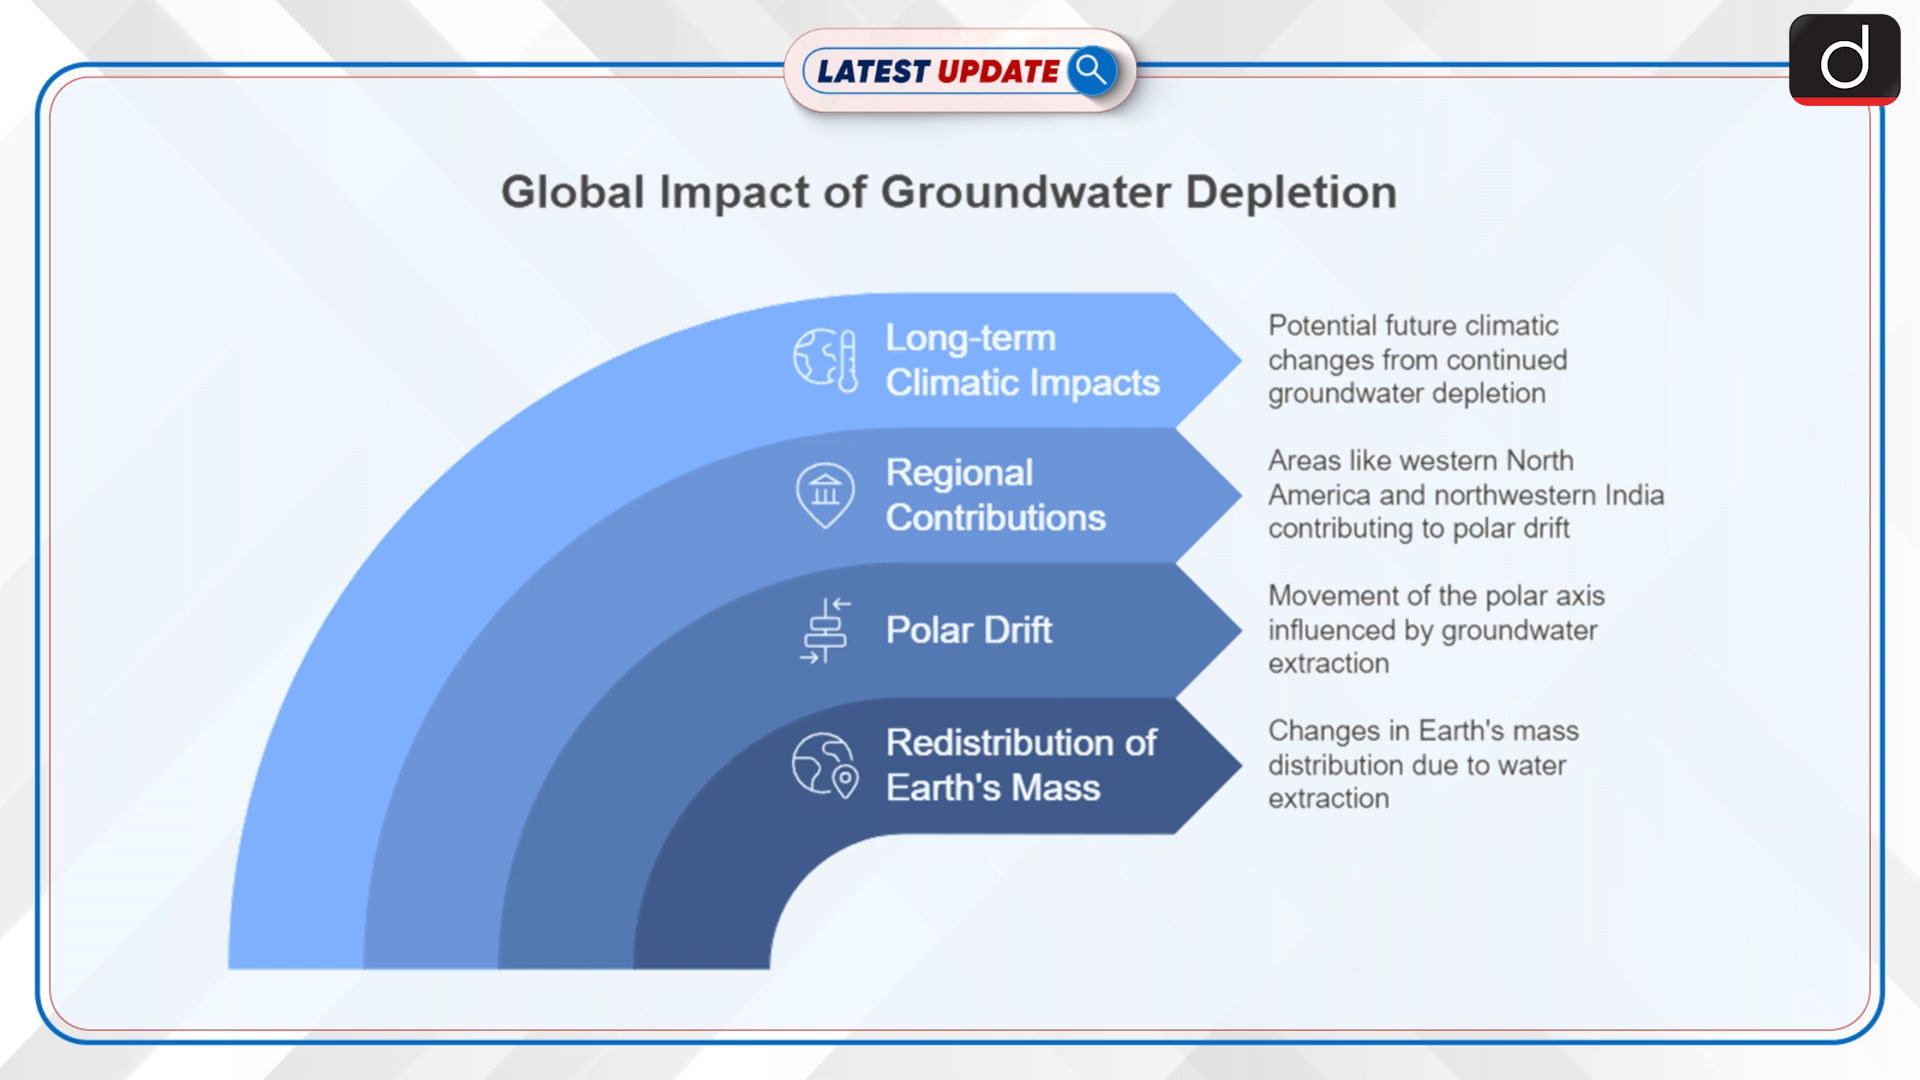 LATEST UPDATE
d
Global Impact of Groundwater Depletion
Long-term
Climatic Impacts
Potential future climatic
changes from continued
groundwater depletion
Regional
Contributions
Areas like western North
America and northwestern India
contributing to polar drift
Polar Drift
Movement of the polar axis
influenced by groundwater
extraction
Redistribution of
Earth's Mass
Changes in Earth's mass
distribution due to water
extraction